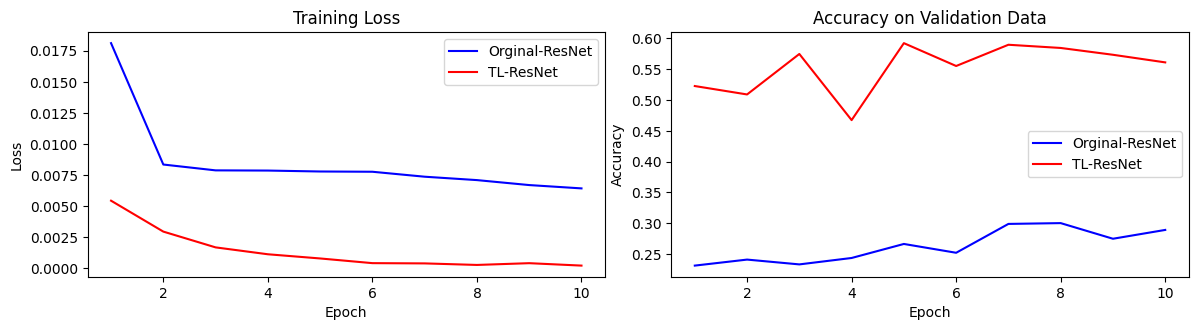 Training Loss
Loss
0.0175
0.0150
0.0125
0.0100
0.0075
0.0050
0.0025
0.0000
Orginal-ResNet
TL-ResNet
2
4
6
8
10
Epoch
Accuracy on Validation Data
Accuracy
0.60
0.55
0.50
0.45
0.40
0.35
0.30
0.25
Orginal-ResNet
TL-ResNet
2
4
6
8
10
Epoch